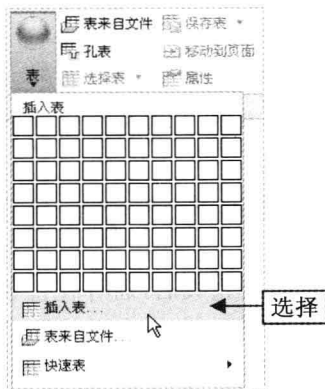 表来自文件 保存表
孔表 移动到页面
表 选择表 属性
插入表
插入表...
选择
表来自文件...
快速表